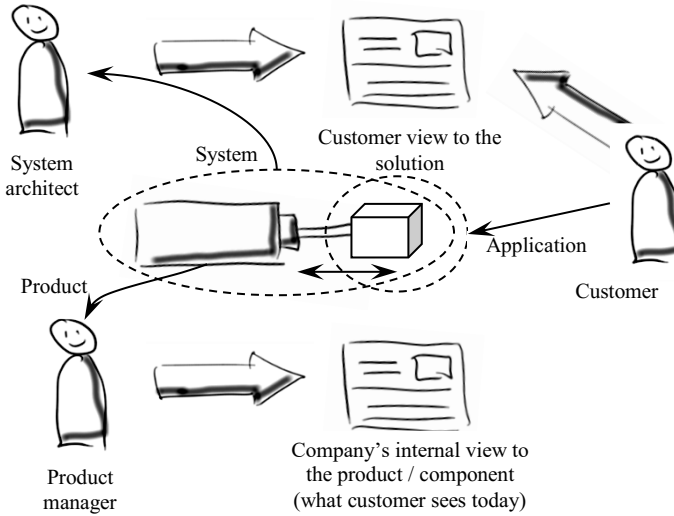 Customer view to the
solution
System
architect
System
Application
Product
Customer
Product
manager
Company's internal view to
the product / component
(what customer sees today)